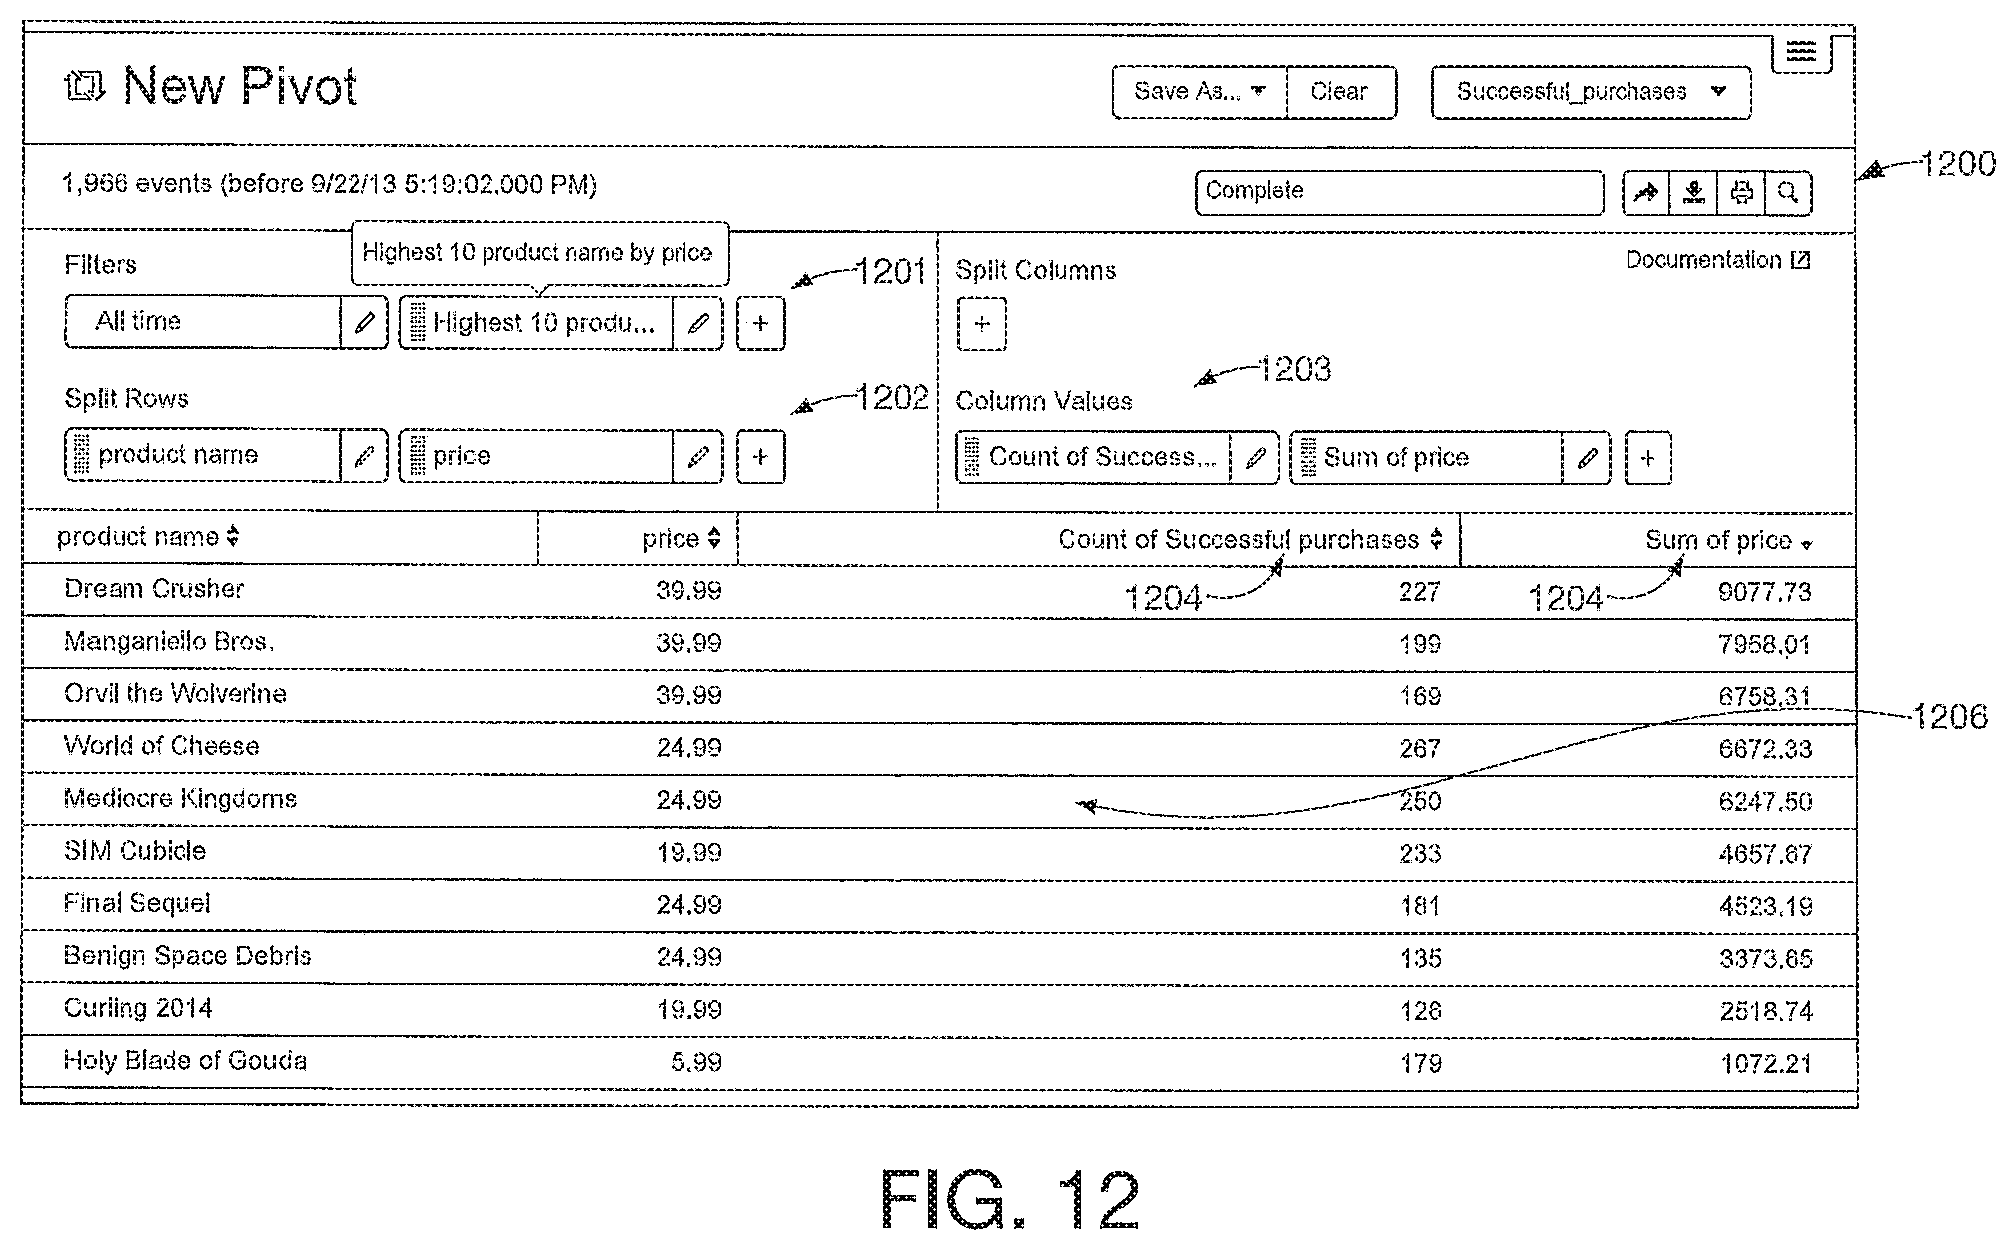 New Pivot
Save As... Clear Successful_purchases
1,966 events (before 9/22/13 5:19:02.000 PM)
Complete
1200
Highest 10 product name by price
Filters
1201
Split Columns
Documentation
All time Highest 10 produ... +
+
Split Rows
1202
1203
Column Values
product name price +
Count of Success... Sum of price +
product name price Count of Successful purchases Sum of price
1204 1204
Dream Crusher 39.99 227 9077.73
Manganiello Bros. 39.99 199 7958.01
Orvil the Wolverine 39.99 169 6758.31
1206
World of Cheese 24.99 267 6672.33
Mediocre Kingdoms 24.99 250 6247.50
SIM Cubicle 19.99 233 4657.67
Final Sequel 24.99 181 4523.19
Benign Space Debris 24.99 135 3373.65
Curling 2014 19.99 126 2518.74
Holy Blade of Gouda 5.99 179 1072.21
FIG. 12